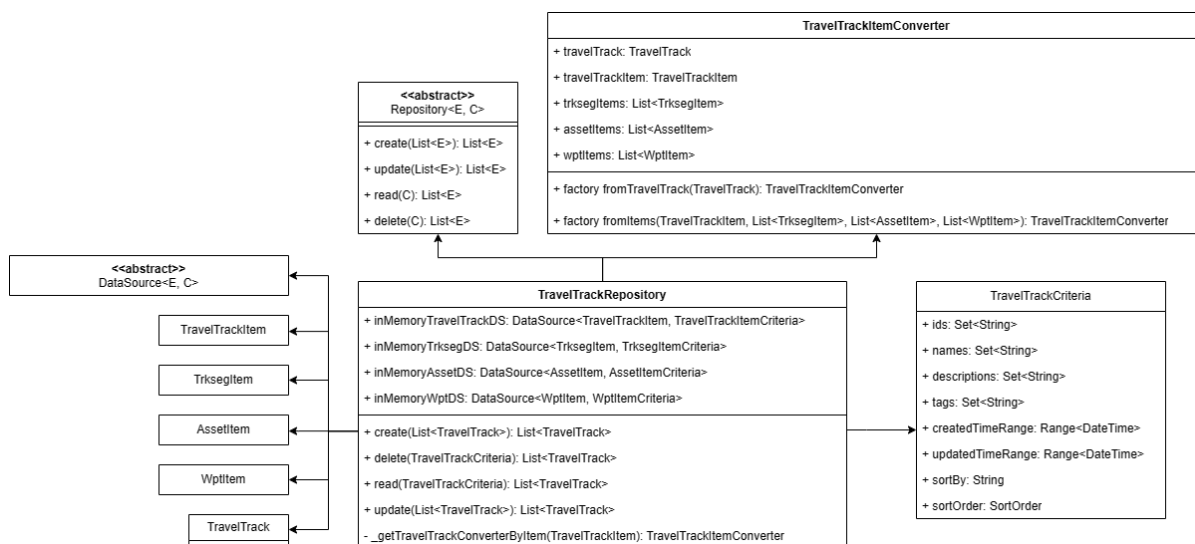 TravelTrackItemConverter
+ travelTrack: TravelTrack
+ travelTrackItem: TravelTrackItem
+ trksegItems: List<TrksegItem>
+ assetItems: List<AssetItem>
+ wptItems: List<WptItem>
+ factory fromTravelTrack(TravelTrack): TravelTrackItemConverter
+ factory fromItems(TravelTrackItem, List<TrksegItem>, List<AssetItem>, List<WptItem>): TravelTrackItemConverter
<<abstract>>
Repository<E, C>
+ create(List<E>): List<E>
+ update(List<E>): List<E>
+ read(C): List<E>
+ delete(C): List<E>
<<abstract>>
DataSource<E, C>
TravelTrackItem
TrksegItem
AssetItem
WptItem
TravelTrack
TravelTrackRepository
+ inMemoryTravelTrackDS: DataSource<TravelTrackItem, TravelTrackItemCriteria>
+ inMemoryTrksegDS: DataSource<TrksegItem, TrksegItemCriteria>
+ inMemoryAssetDS: DataSource<AssetItem, AssetItemCriteria>
+ inMemoryWptDS: DataSource<WptItem, WptItemCriteria>
+ create(List<TravelTrack>): List<TravelTrack>
+ delete(TravelTrackCriteria): List<TravelTrack>
+ read(TravelTrackCriteria): List<TravelTrack>
+ update(List<TravelTrack>): List<TravelTrack>
- _getTravelTrackConverterByItem(TravelTrackItem): TravelTrackItemConverter
TravelTrackCriteria
+ ids: Set<String>
+ names: Set<String>
+ descriptions: Set<String>
+ tags: Set<String>
+ createdTimeRange: Range<DateTime>
+ updatedTimeRange: Range<DateTime>
+ sortBy: String
+ sortOrder: SortOrder